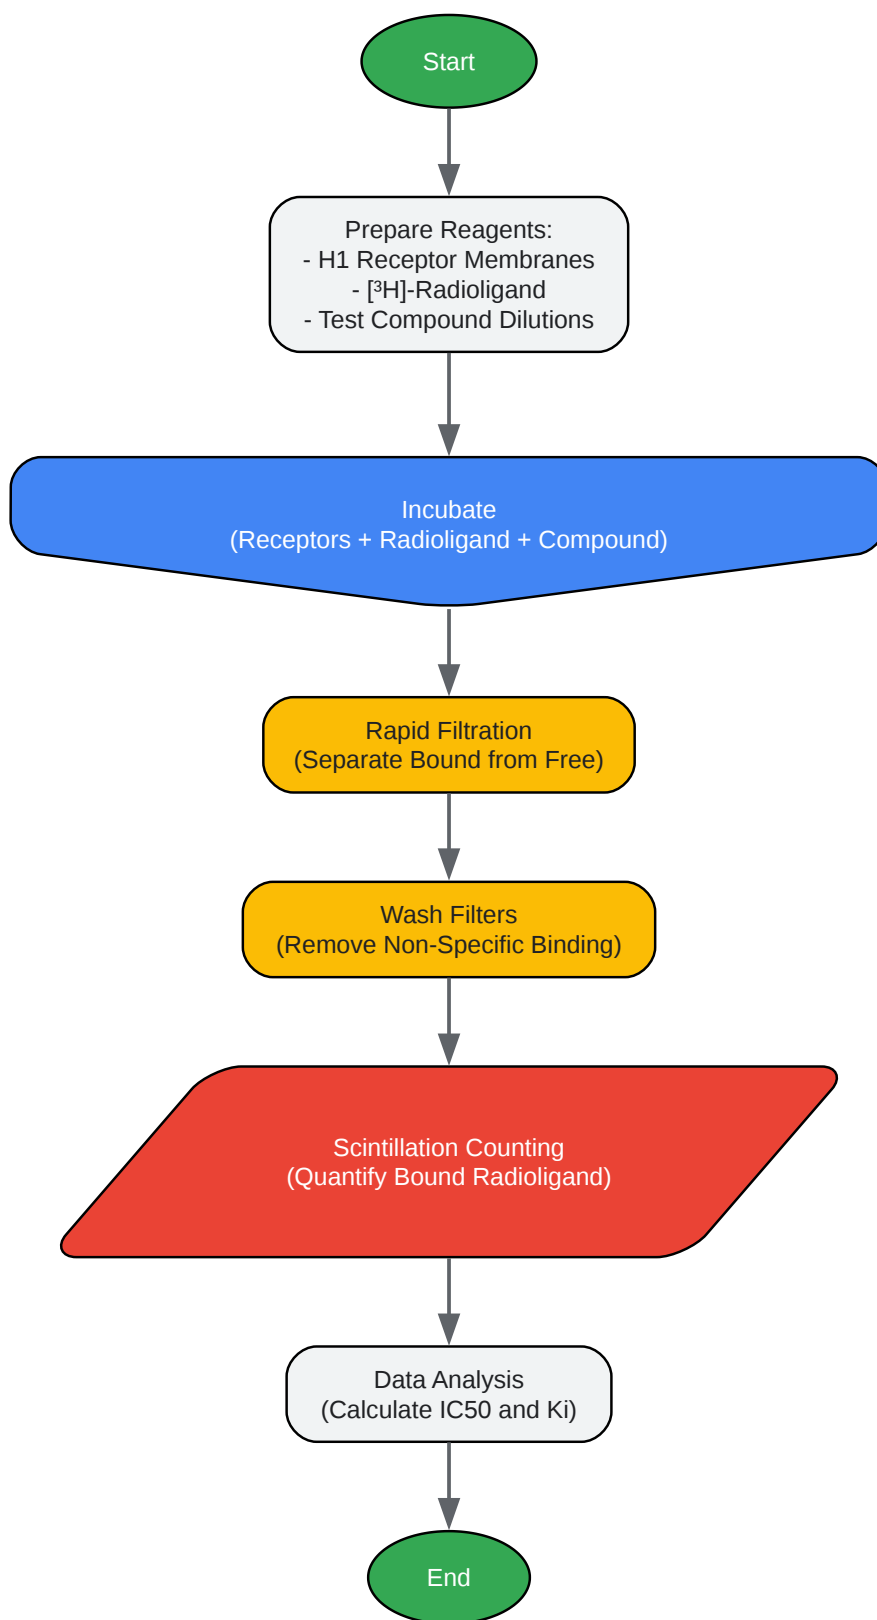 Start
Prepare Reagents:
- H1 Receptor Membranes
- [³H]-Radioligand
- Test Compound Dilutions
Incubate
(Receptors + Radioligand + Compound)
Rapid Filtration
(Separate Bound from Free)
Wash Filters
(Remove Non-Specific Binding)
Scintillation Counting
(Quantify Bound Radioligand)
Data Analysis
(Calculate IC50 and Ki)
End